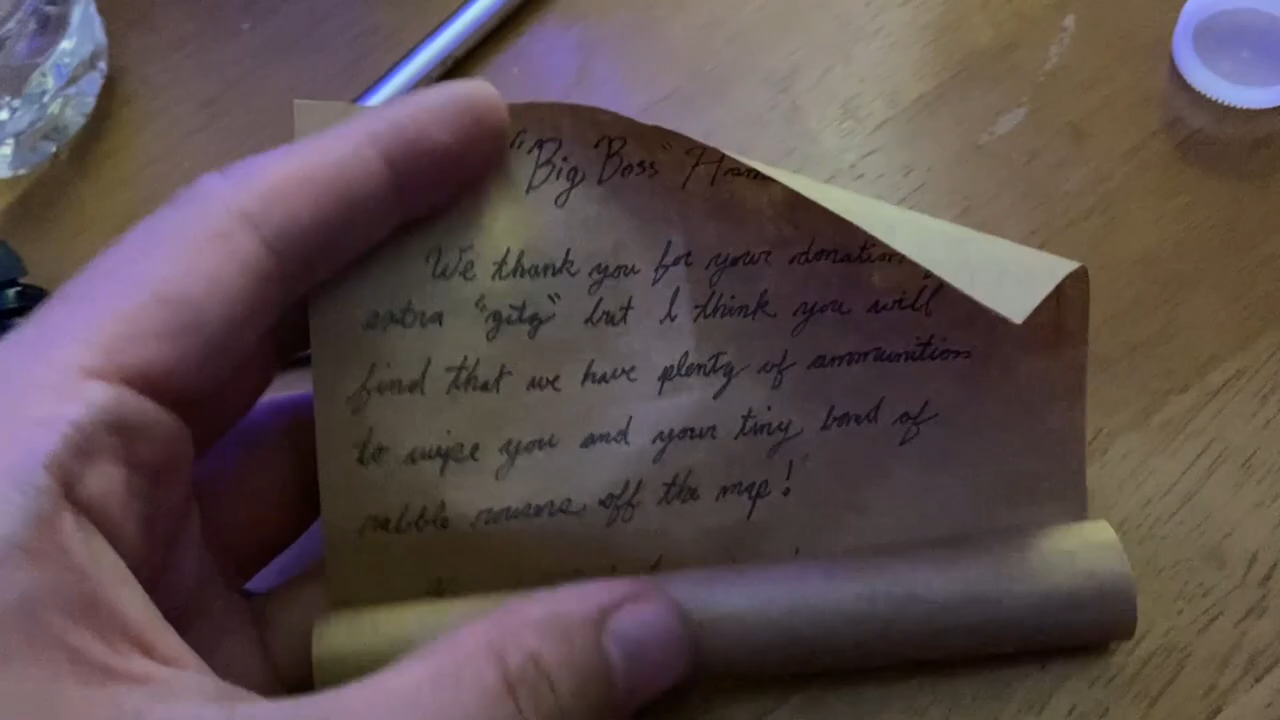 "Big Boss"
We thank you for your donation
extra "gitg" but I think you will
find that we have plenty of ammunition
to wipe you and your tiny band of
rabble rousers off the map!